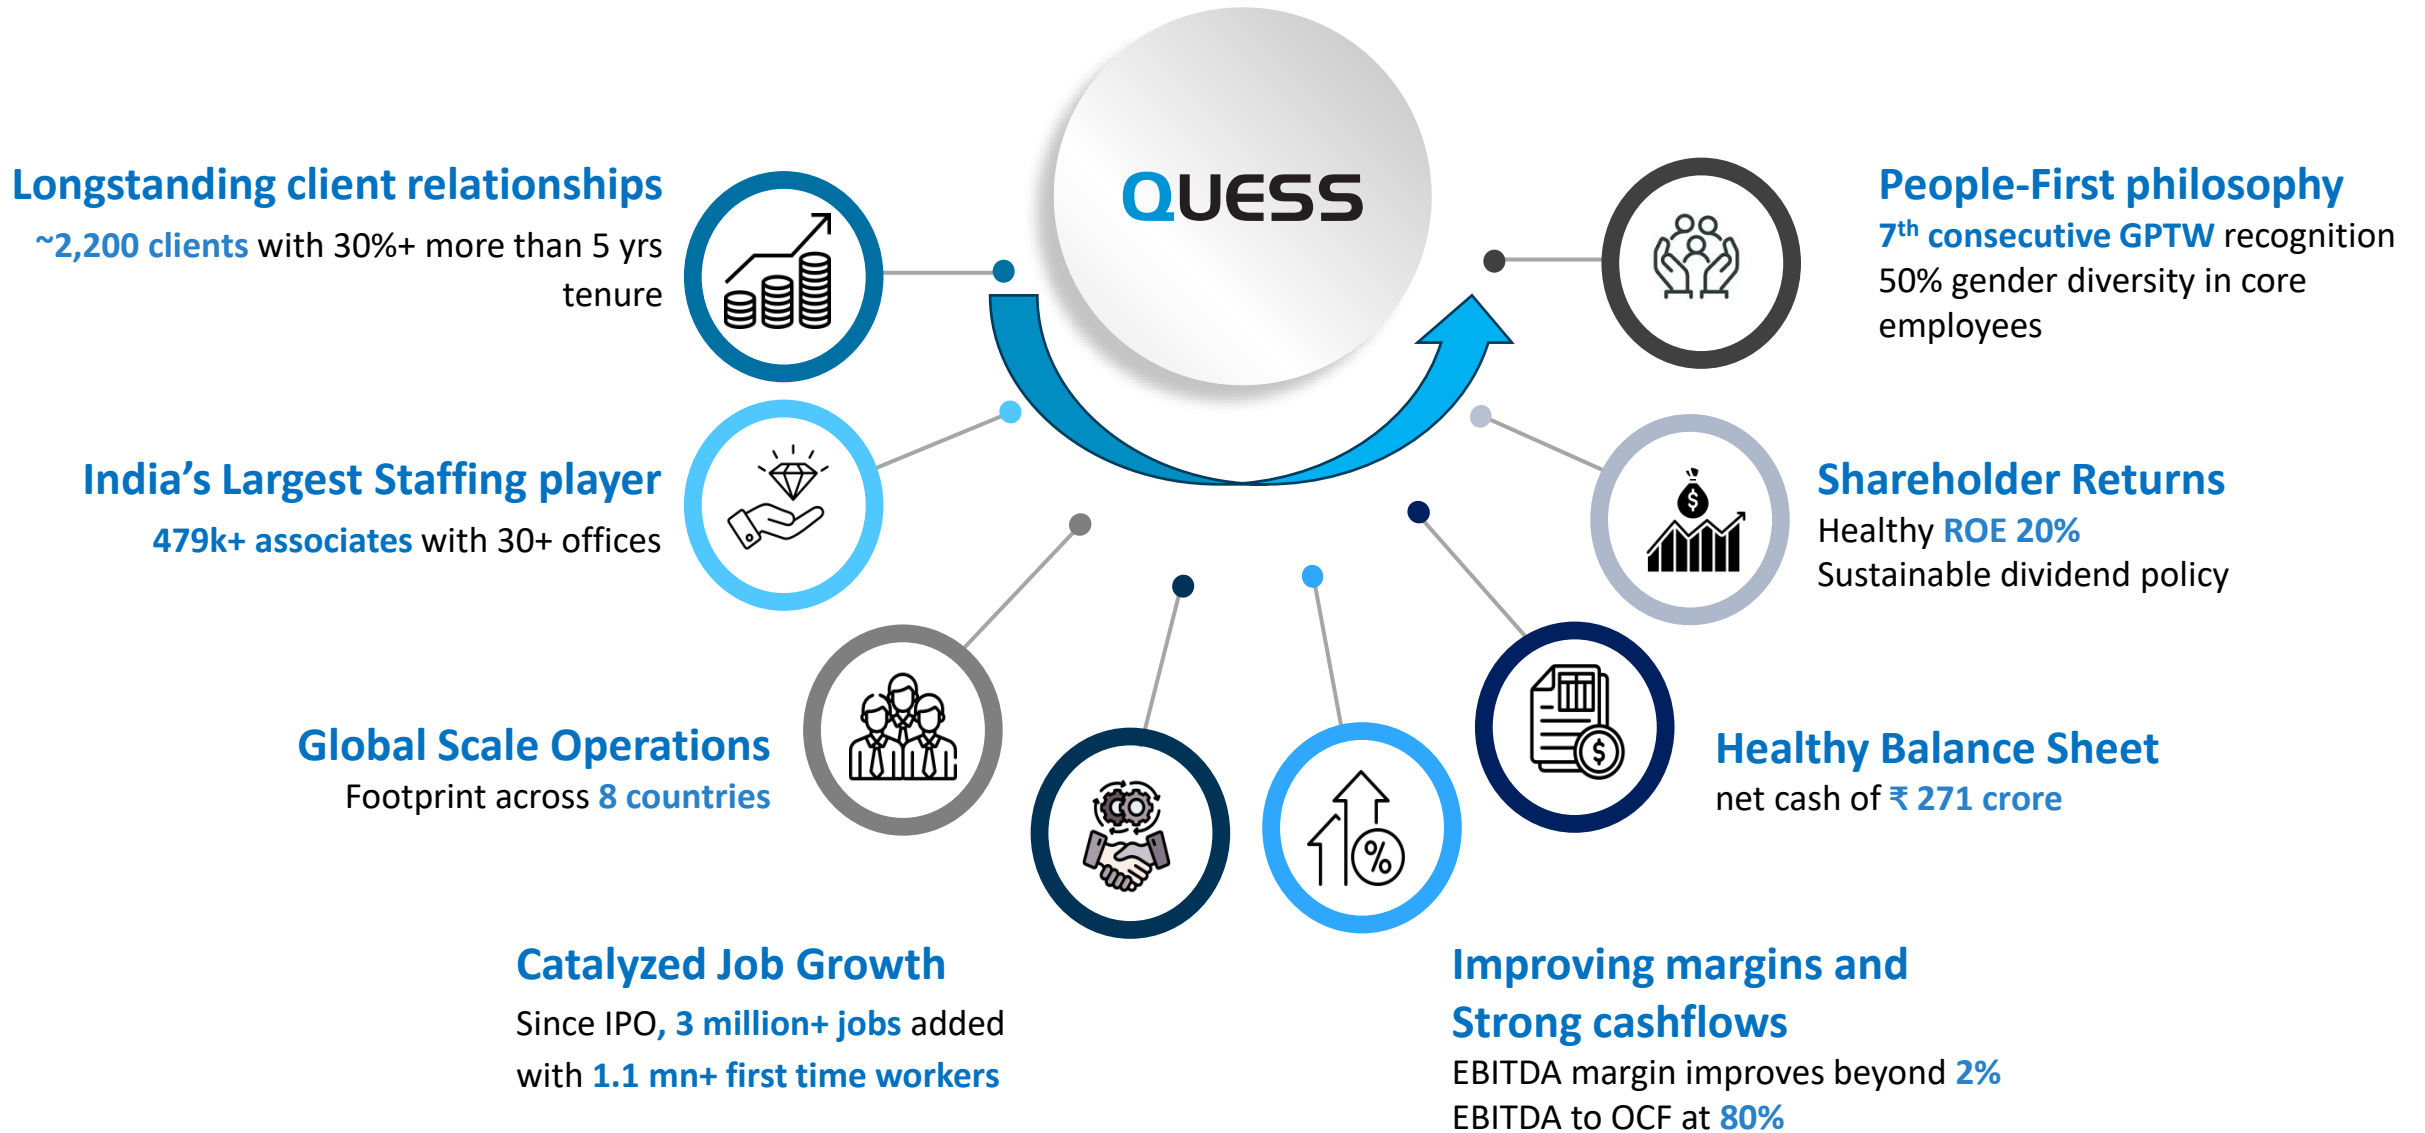 QUESS
Longstanding client relationships
~2,200 clients with 30%+ more than 5 yrs
tenure
India’s Largest Staffing player
479k+ associates with 30+ offices
Global Scale Operations
Footprint across 8 countries
Catalyzed Job Growth
Since IPO, 3 million+ jobs added
with 1.1 mn+ first time workers
Improving margins and
Strong cashflows
EBITDA margin improves beyond 2%
EBITDA to OCF at 80%
%
Healthy Balance Sheet
net cash of ₹ 271 crore
$
Shareholder Returns
Healthy ROE 20%
Sustainable dividend policy
$
People-First philosophy
7th consecutive GPTW recognition
50% gender diversity in core
employees